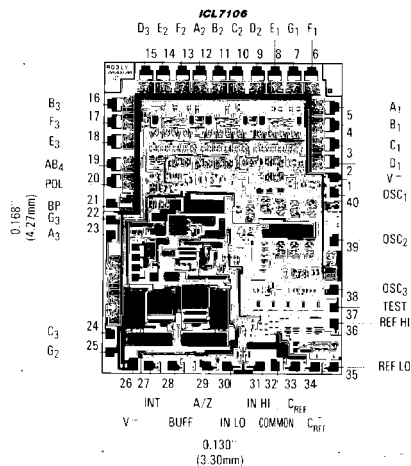 ICL7106
D3 E2 F2 A2 B2 C2 D2 E1 G1 F1
15 14 13 12 11 10 9 8 7 6
B3 16
F3 17
E3 18
AB4 19
POL 20
BP 21
G3 22
A3 23
C3 24
G2 25
5 A1
4 B1
3 C1
2 D1
1 V+
40 OSC1
39 OSC2
38 OSC3
37 TEST
36 REF HI
35 REF LO
26 27 28 29 30 31 32 33 34
INT A/Z IN HI CREF
V− BUFF IN LO COMMON CREF
0.168"
(4.27mm)
0.130"
(3.30mm)